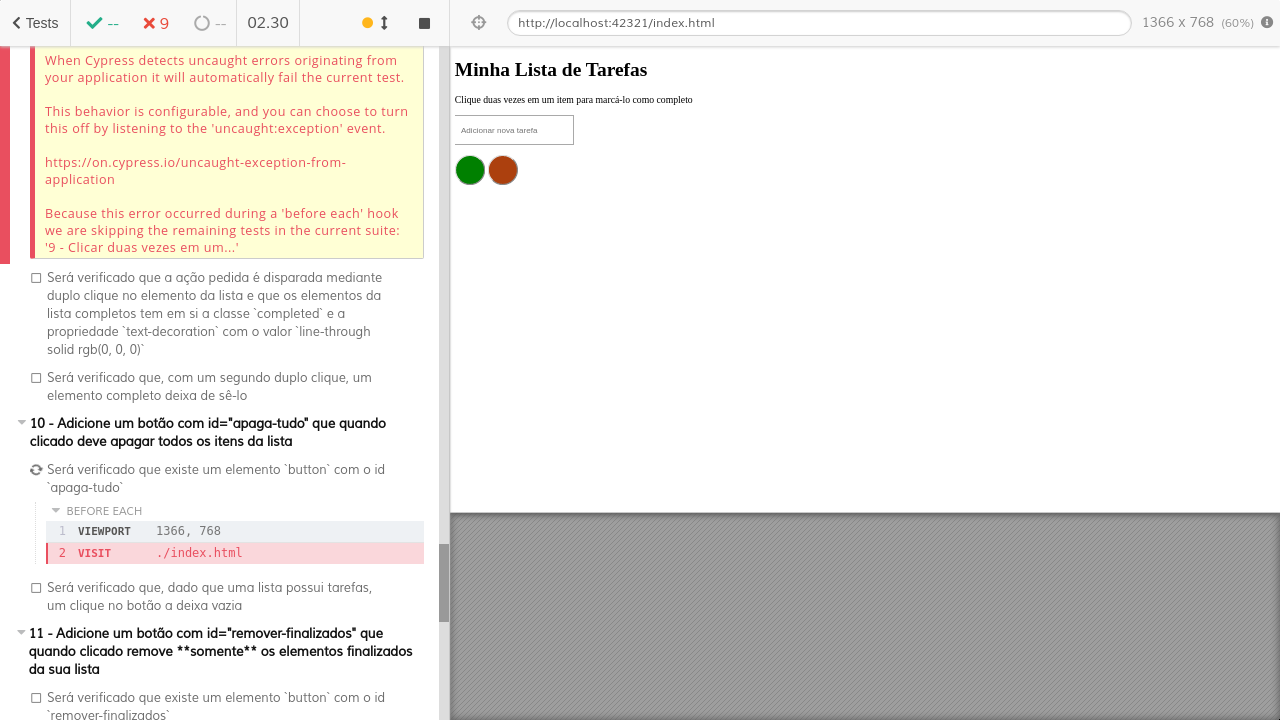 Tests
--
9
--
02.30
http://localhost:42321/index.html
1366 x 768 (60%)
When Cypress detects uncaught errors originating from
your application it will automatically fail the current test.
This behavior is configurable, and you can choose to turn
this off by listening to the 'uncaught:exception' event.
https://on.cypress.io/uncaught-exception-from-
application
Because this error occurred during a 'before each' hook
we are skipping the remaining tests in the current suite:
'9 - Clicar duas vezes em um...'
Será verificado que a ação pedida é disparada mediante
duplo clique no elemento da lista e que os elementos da
lista completos tem em si a classe `completed` e a
propriedade `text-decoration` com o valor `line-through
solid rgb(0, 0, 0)`
Será verificado que, com um segundo duplo clique, um
elemento completo deixa de sê-lo
10 - Adicione um botão com id="apaga-tudo" que quando
clicado deve apagar todos os itens da lista
Será verificado que existe um elemento `button` com o id
`apaga-tudo`
BEFORE EACH
1 VIEWPORT 1366, 768
2 VISIT ./index.html
Será verificado que, dado que uma lista possui tarefas,
um clique no botão a deixa vazia
11 - Adicione um botão com id="remover-finalizados" que
quando clicado remove **somente** os elementos finalizados
da sua lista
Será verificado que existe um elemento `button` com o id
`remover-finalizados`
Minha Lista de Tarefas
Clique duas vezes em um item para marcá-lo como completo
Adicionar nova tarefa